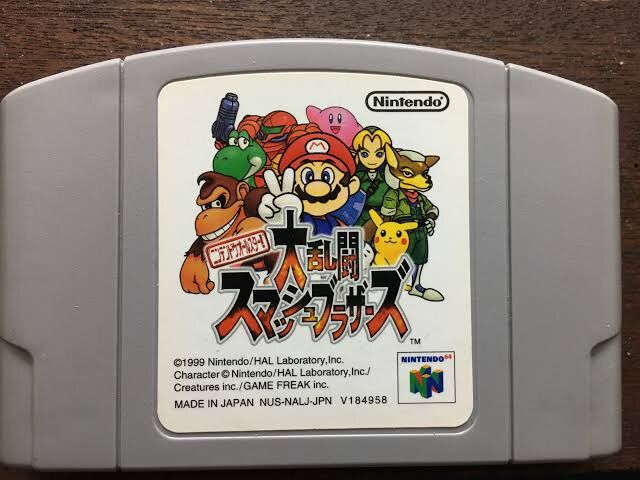 Nintendo
ニンテンドウオールスター!
大乱闘
スマッシュブラザーズ
™
©1999 Nintendo/HAL Laboratory,Inc.
Character © Nintendo/HAL Laboratory,Inc./
Creatures inc./GAME FREAK inc.
NINTENDO 64
MADE IN JAPAN NUS-NALJ-JPN V184958